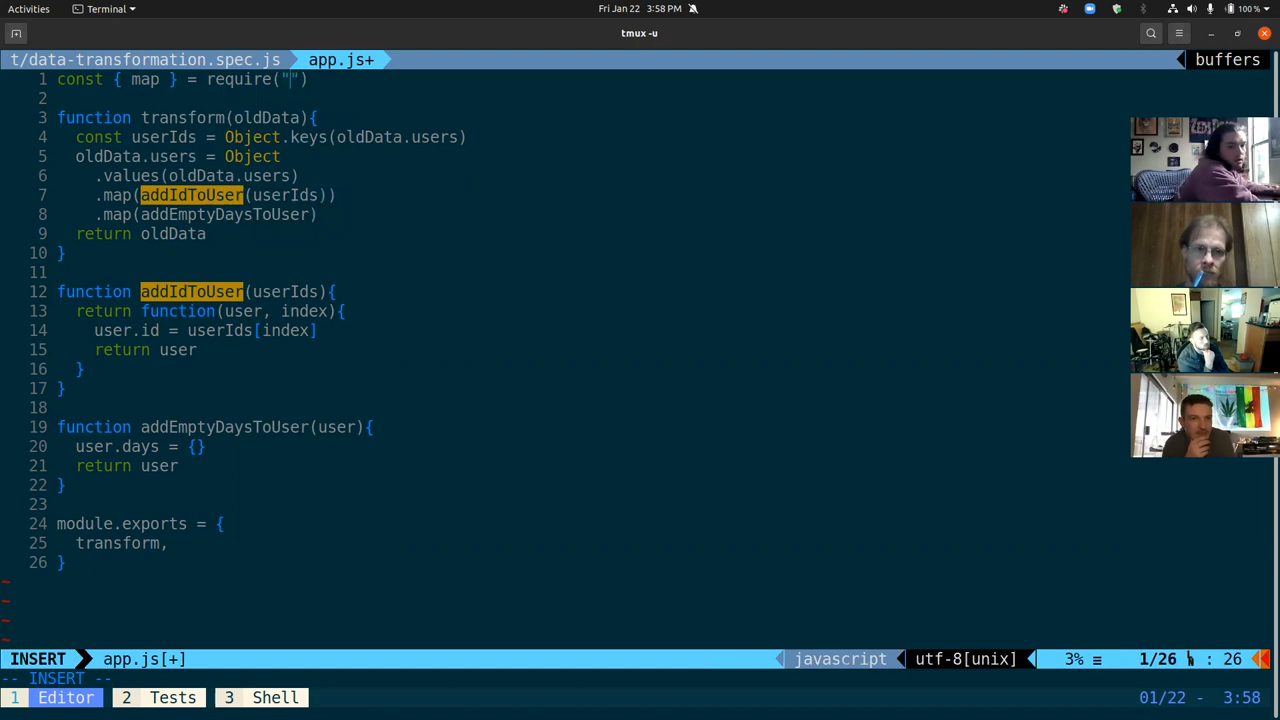 Activities Terminal Fri Jan 22 3:58 PM 100 %
tmux -u
t/data-transformation.spec.js app.js+ buffers
1 const { map } = require("")
2
3 function transform(oldData){
4 const userIds = Object.keys(oldData.users)
5 oldData.users = Object
6 .values(oldData.users)
7 .map(addIdToUser(userIds))
8 .map(addEmptyDaysToUser)
9 return oldData
10 }
11
12 function addIdToUser(userIds){
13 return function(user, index){
14 user.id = userIds[index]
15 return user
16 }
17 }
18
19 function addEmptyDaysToUser(user){
20 user.days = {}
21 return user
22 }
23
24 module.exports = {
25 transform,
26 }
~
~
~
~
INSERT app.js[+] javascript utf-8[unix] 3% ≡ 1/26 : 26
-- INSERT --
1 Editor 2 Tests 3 Shell 01/22 - 3:58